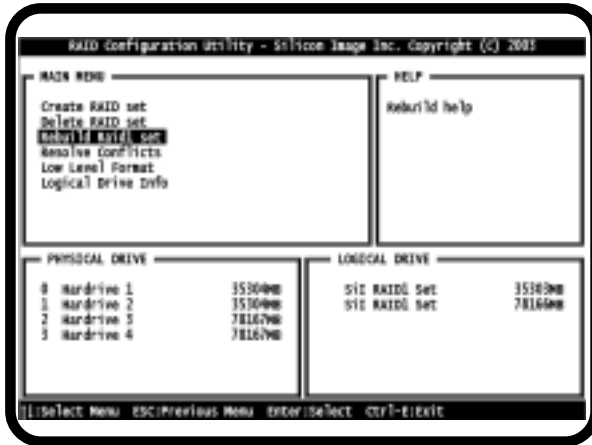 RAID Configuration Utility - Silicon Image Inc. Copyright (C) 2003
MAIN MENU
Create RAID set
Delete RAID set
Rebuild Raid1 set
Resolve Conflicts
Low Level Format
Logical Drive Info
HELP
Rebuild help
PHYSICAL DRIVE
0 Hardrive 1 35304MB
1 Hardrive 2 35304MB
2 Hardrive 3 78167MB
3 Hardrive 4 78167MB
LOGICAL DRIVE
SiI RAID1 Set 35303MB
SiI RAID1 Set 78166MB
:Select Menu ESC:Previous Menu Enter:Select Ctrl-E:Exit